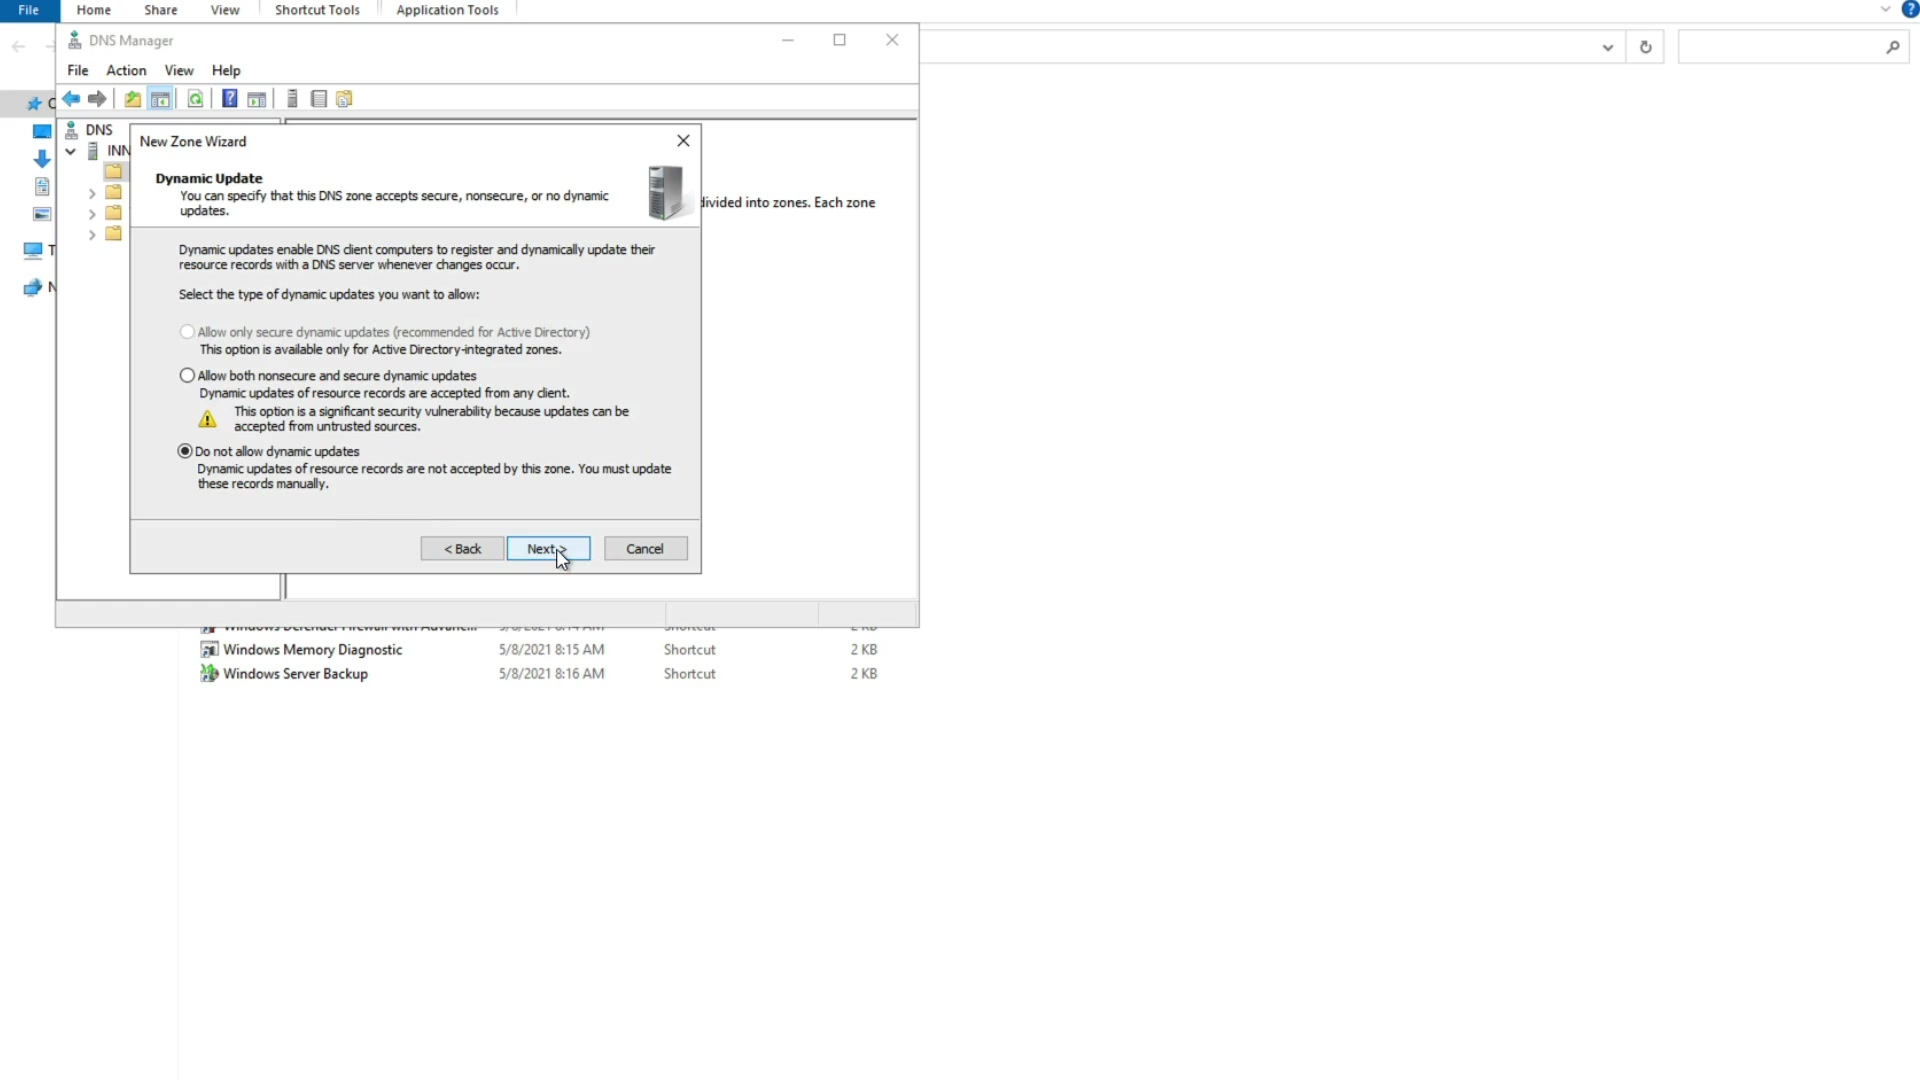 File Home Share View Shortcut Tools Application Tools
DNS Manager
File Action View Help
DNS
INN
New Zone Wizard
Dynamic Update
You can specify that this DNS zone accepts secure, nonsecure, or no dynamic
updates.
divided into zones. Each zone
Dynamic updates enable DNS client computers to register and dynamically update their
resource records with a DNS server whenever changes occur.
Select the type of dynamic updates you want to allow:
Allow only secure dynamic updates (recommended for Active Directory)
This option is available only for Active Directory-integrated zones.
Allow both nonsecure and secure dynamic updates
Dynamic updates of resource records are accepted from any client.
This option is a significant security vulnerability because updates can be
accepted from untrusted sources.
Do not allow dynamic updates
Dynamic updates of resource records are not accepted by this zone. You must update
these records manually.
< Back Next > Cancel
Windows Memory Diagnostic 5/8/2021 8:15 AM Shortcut 2 KB
Windows Server Backup 5/8/2021 8:16 AM Shortcut 2 KB